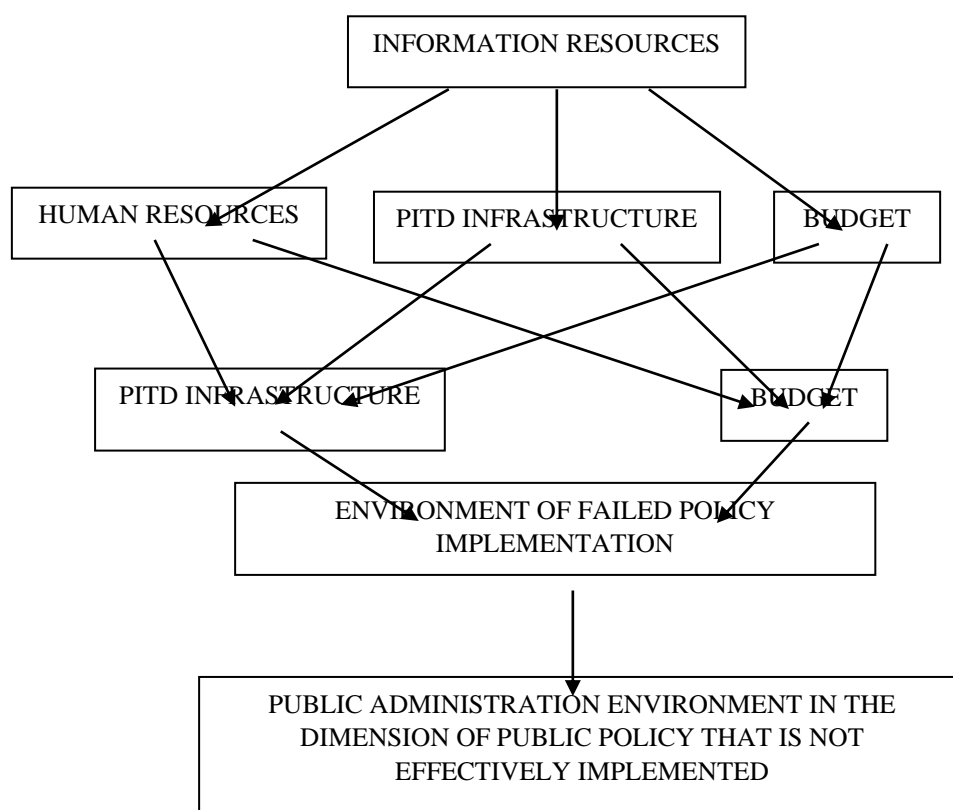 INFORMATION RESOURCES
HUMAN RESOURCES
PITD INFRASTRUCTURE
BUDGET
PITD INFRASTRUCTURE
BUDGET
ENVIRONMENT OF FAILED POLICY
IMPLEMENTATION
PUBLIC ADMINISTRATION ENVIRONMENT IN THE
DIMENSION OF PUBLIC POLICY THAT IS NOT
EFFECTIVELY IMPLEMENTED